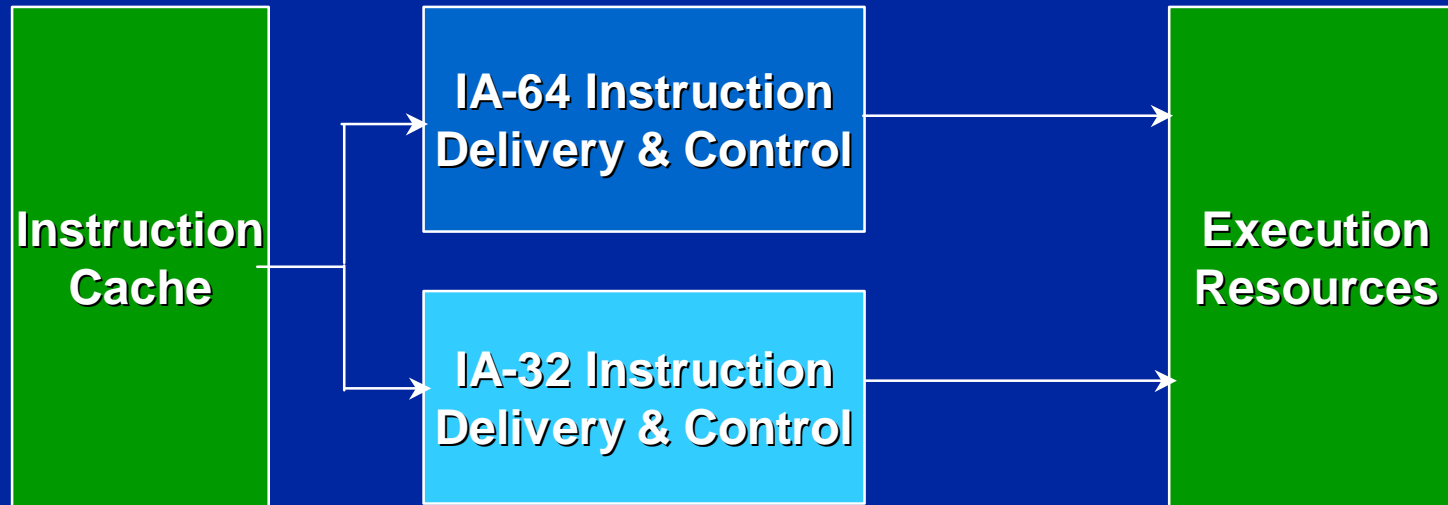 Instruction
Cache
IA-64 Instruction
Delivery & Control
IA-32 Instruction
Delivery & Control
Execution
Resources